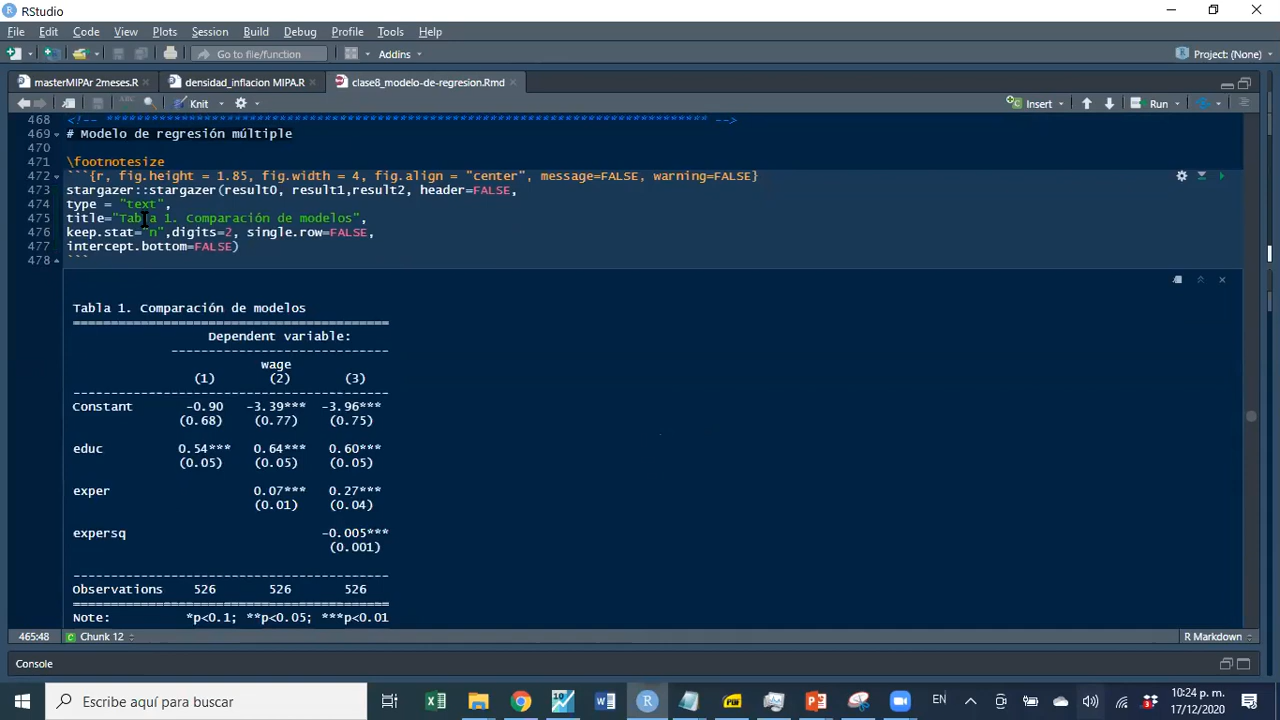 RStudio
File Edit Code View Plots Session Build Debug Profile Tools Help
Go to file/function Addins Project: (None)
masterMIPAr 2meses.R densidad_inflacion MIPA.R clase8_modelo-de-regresion.Rmd
ABC Knit Insert Run
468 <!-- *************************************************************************** -->
469 # Modelo de regresión múltiple
470
471 \footnotesize
472 ```{r, fig.height = 1.85, fig.width = 4, fig.align = "center", message=FALSE, warning=FALSE}
473 stargazer::stargazer(result0, result1,result2, header=FALSE,
474 type = "text",
475 title="Tabla 1. Comparación de modelos",
476 keep.stat="n",digits=2, single.row=FALSE,
477 intercept.bottom=FALSE)
478 ```
Tabla 1. Comparación de modelos
==========================================
Dependent variable:
-----------------------------
wage
(1) (2) (3)
------------------------------------------
Constant -0.90 -3.39*** -3.96***
(0.68) (0.77) (0.75)
educ 0.54*** 0.64*** 0.60***
(0.05) (0.05) (0.05)
exper 0.07*** 0.27***
(0.01) (0.04)
expersq -0.005***
(0.001)
------------------------------------------
Observations 526 526 526
==========================================
Note: *p<0.1; **p<0.05; ***p<0.01
465:48 Chunk 12 R Markdown
Console
Escribe aquí para buscar EN 10:24 p. m.
17/12/2020